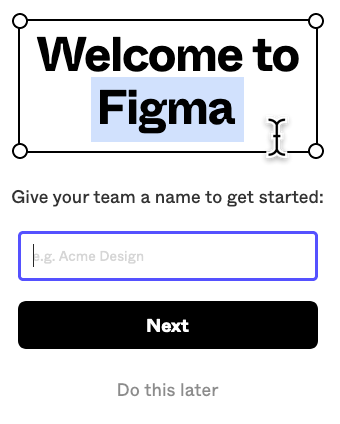 Welcome to
Figma
Give your team a name to get started:
e.g. Acme Design
Next
Do this later